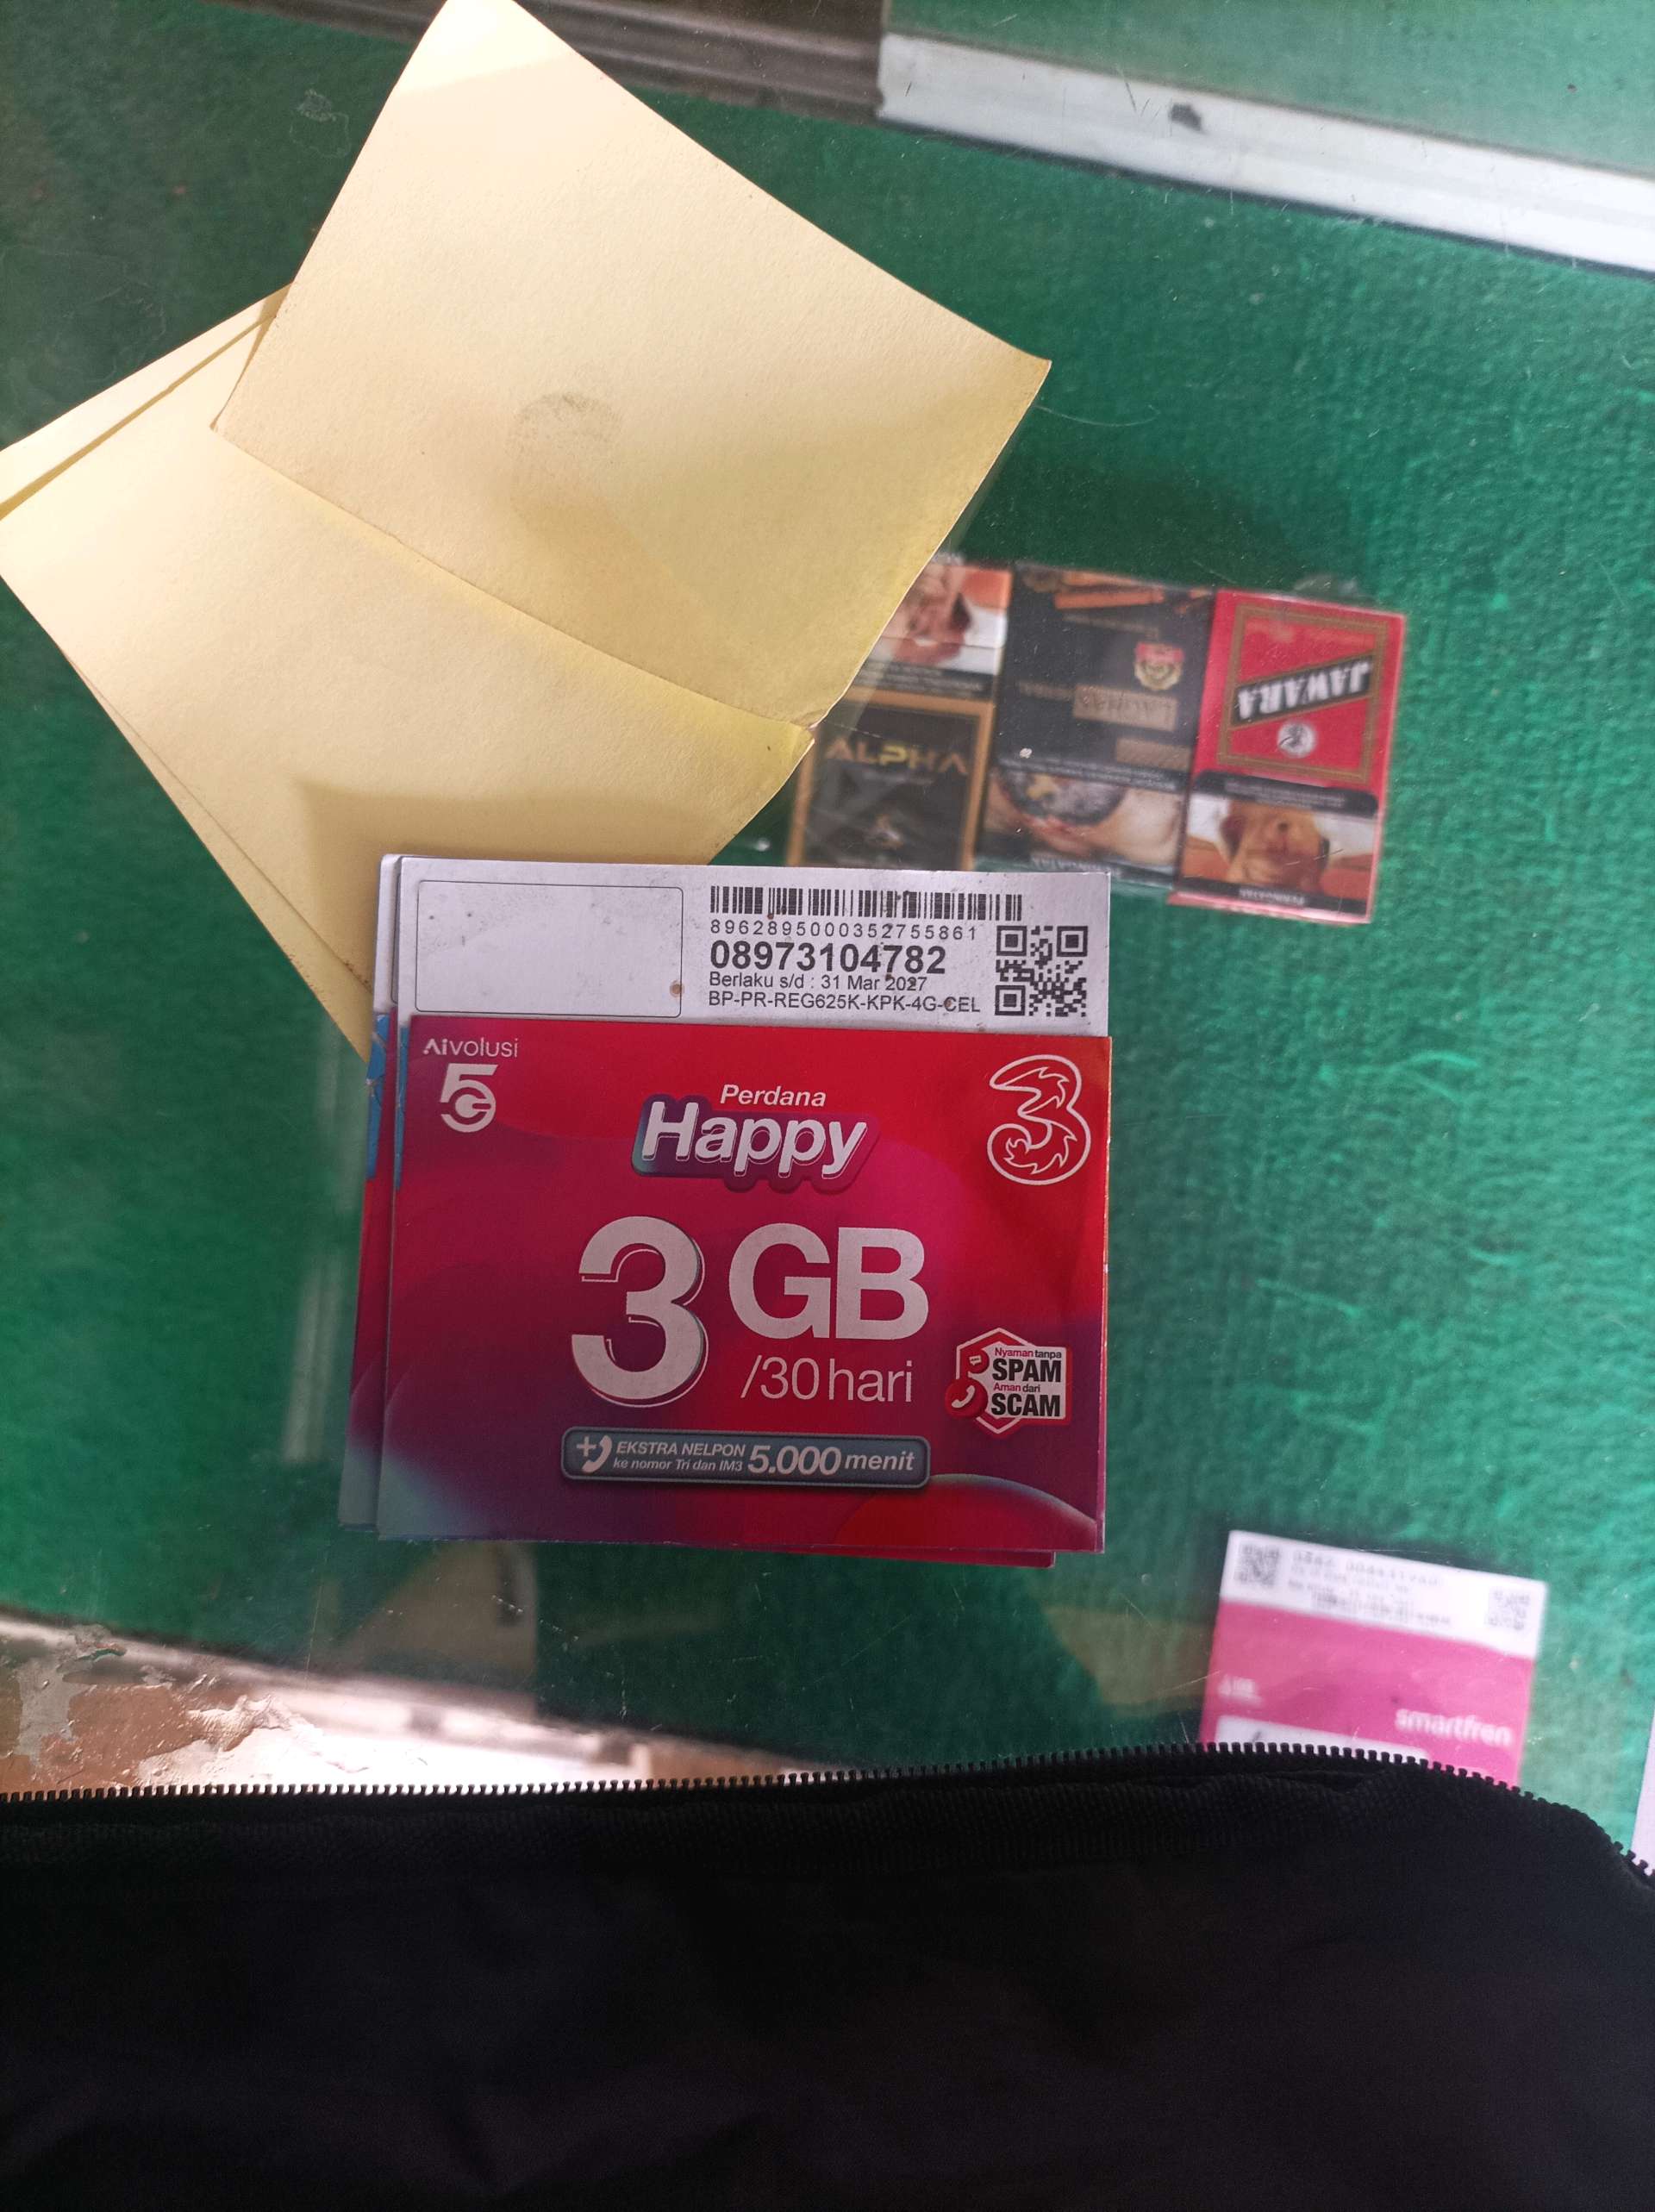 8962895000352755861
08973104782
Berlaku s/d : 31 Mar 2027
BP-PR-REG625K-KPK-4G-CEL
Aivolusi
5G
3
Perdana
Happy
3 GB
/30 hari
Nyaman tanpa
SPAM
Aman dari
SCAM
EKSTRA NELPON
ke nomor Tri dan IM3
5.000 menit
ALPHA
JAWARA
PERINGATAN
smartfren